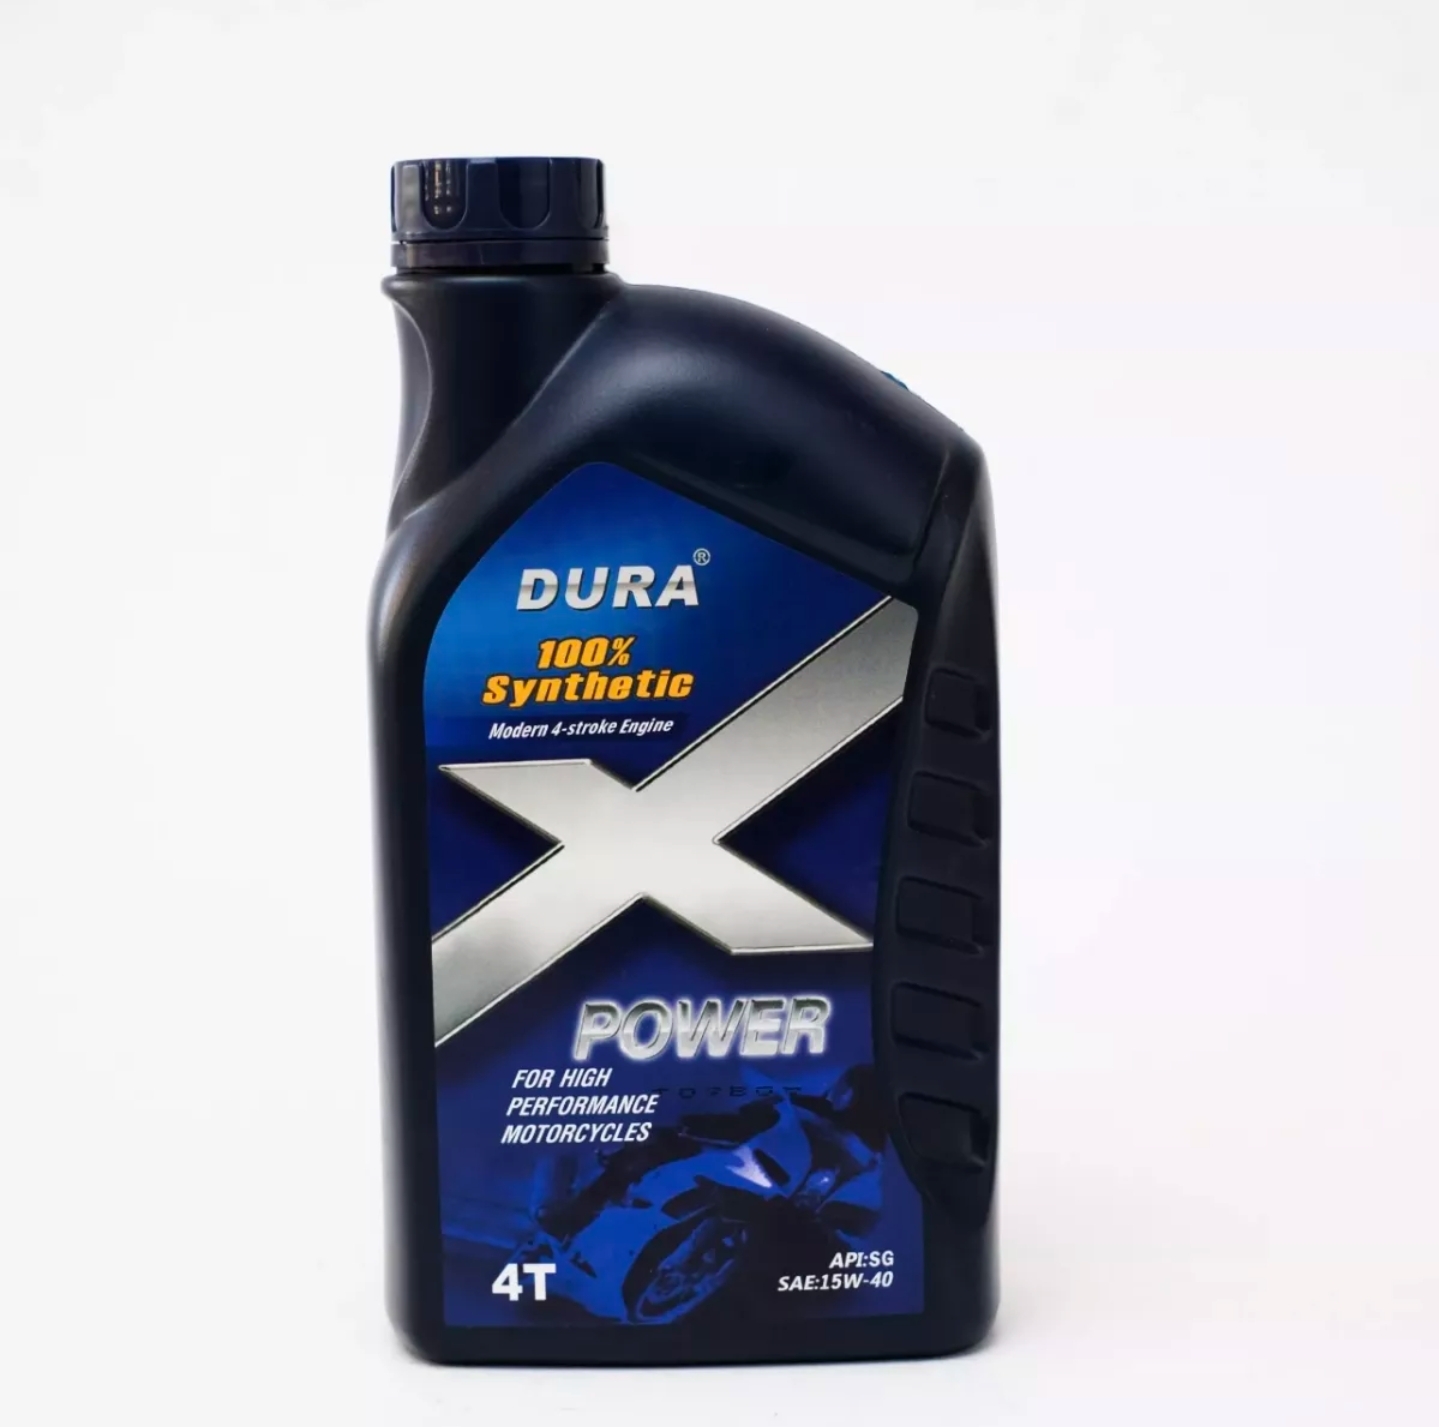 DURA®
100%
Synthetic
Modern 4-stroke Engine
X
POWER
FOR HIGH
PERFORMANCE
MOTORCYCLES
4T
API:SG
SAE:15W-40